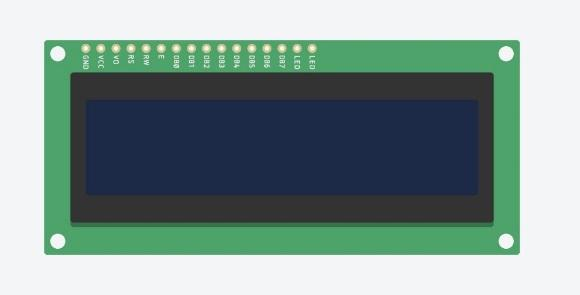 GND VCC VO RS RW E DB0 DB1 DB2 DB3 DB4 DB5 DB6 DB7 LED LED